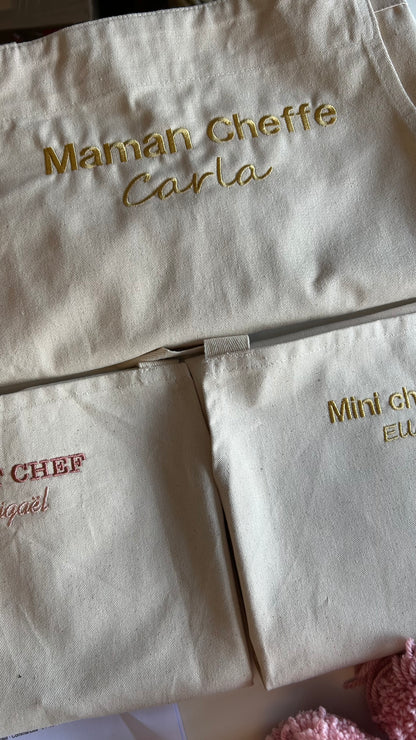 Maman Cheffe
Carla
CHEF
Mini ch